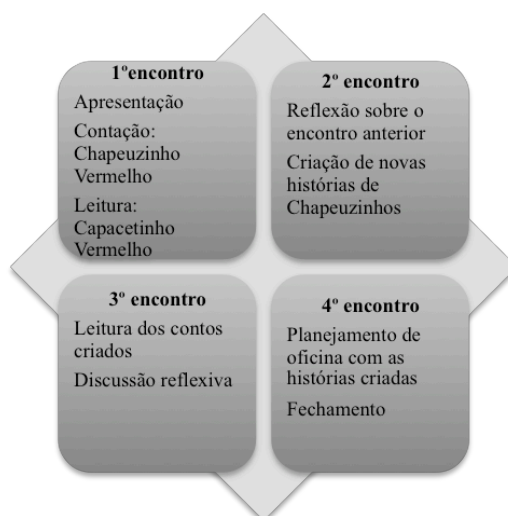 1ºencontro
Apresentação
Contação:
Chapeuzinho
Vermelho
Leitura:
Capacetinho
Vermelho
2º encontro
Reflexão sobre o
encontro anterior
Criação de novas
histórias de
Chapeuzinhos
3º encontro
Leitura dos contos
criados
Discussão reflexiva
4º encontro
Planejamento de
oficina com as
histórias criadas
Fechamento